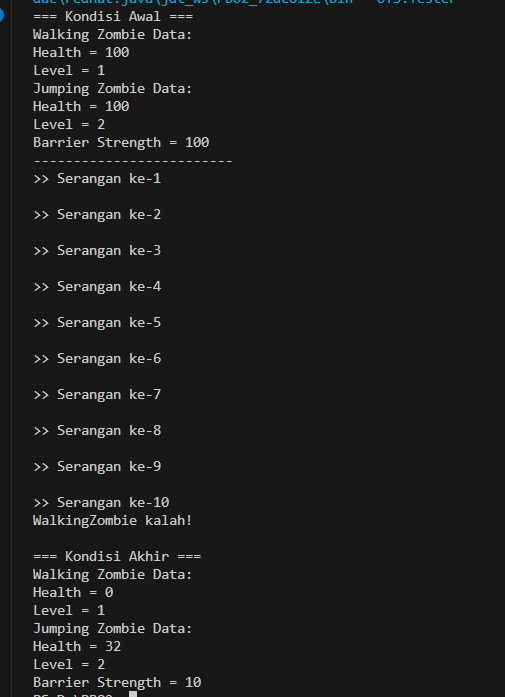 === Kondisi Awal ===
Walking Zombie Data:
Health = 100
Level = 1
Jumping Zombie Data:
Health = 100
Level = 2
Barrier Strength = 100
-------------------------
>> Serangan ke-1
>> Serangan ke-2
>> Serangan ke-3
>> Serangan ke-4
>> Serangan ke-5
>> Serangan ke-6
>> Serangan ke-7
>> Serangan ke-8
>> Serangan ke-9
>> Serangan ke-10
WalkingZombie kalah!
=== Kondisi Akhir ===
Walking Zombie Data:
Health = 0
Level = 1
Jumping Zombie Data:
Health = 32
Level = 2
Barrier Strength = 10